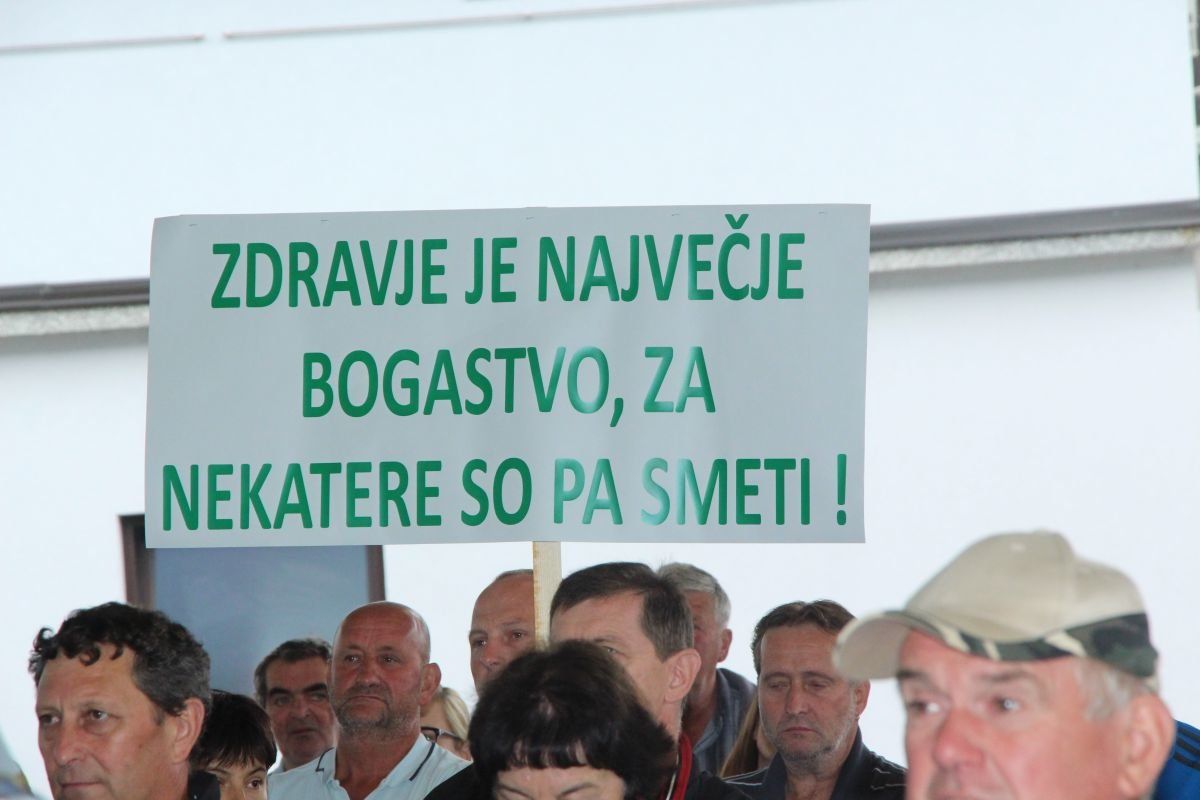 ZDRAVJE JE NAJVEČJE
BOGASTVO, ZA
NEKATERE SO PA SMETI !